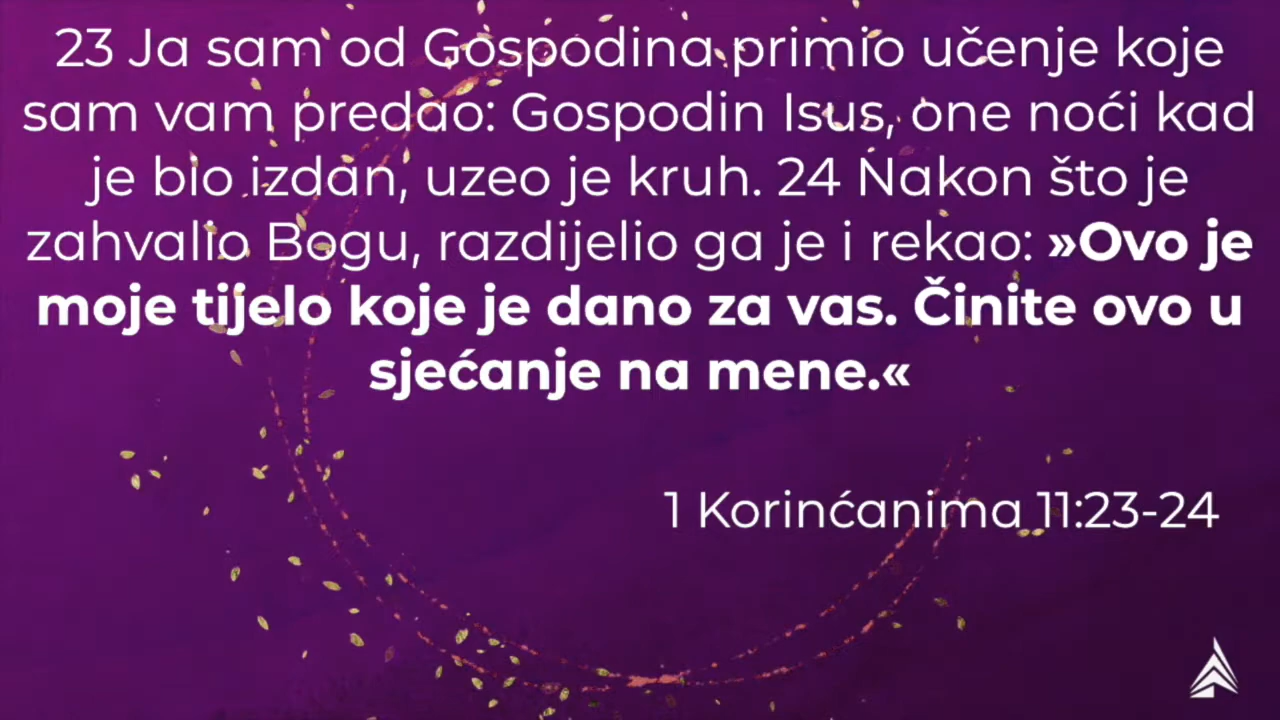 23 Ja sam od Gospodina primio učenje koje
sam vam predao: Gospodin Isus, one noći kad
je bio izdan, uzeo je kruh. 24 Nakon što je
zahvalio Bogu, razdijelio ga je i rekao: »Ovo je
moje tijelo koje je dano za vas. Činite ovo u
sjećanje na mene.«
1 Korinćanima 11:23-24